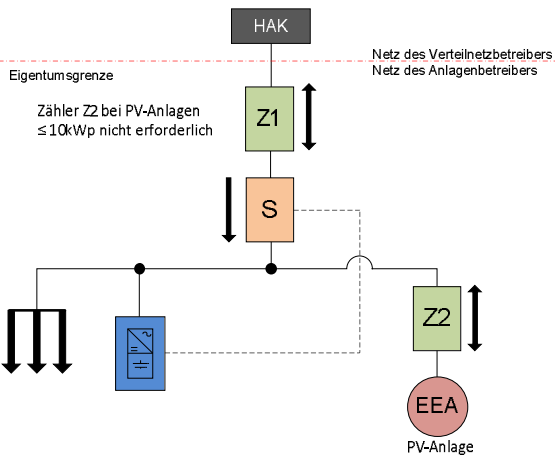 HAK
Netz des Verteilnetzbetreibers
Eigentumsgrenze
Netz des Anlagenbetreibers
Zähler Z2 bei PV-Anlagen
≤ 10kWp nicht erforderlich
Z1
S
Z2
EEA
PV-Anlage